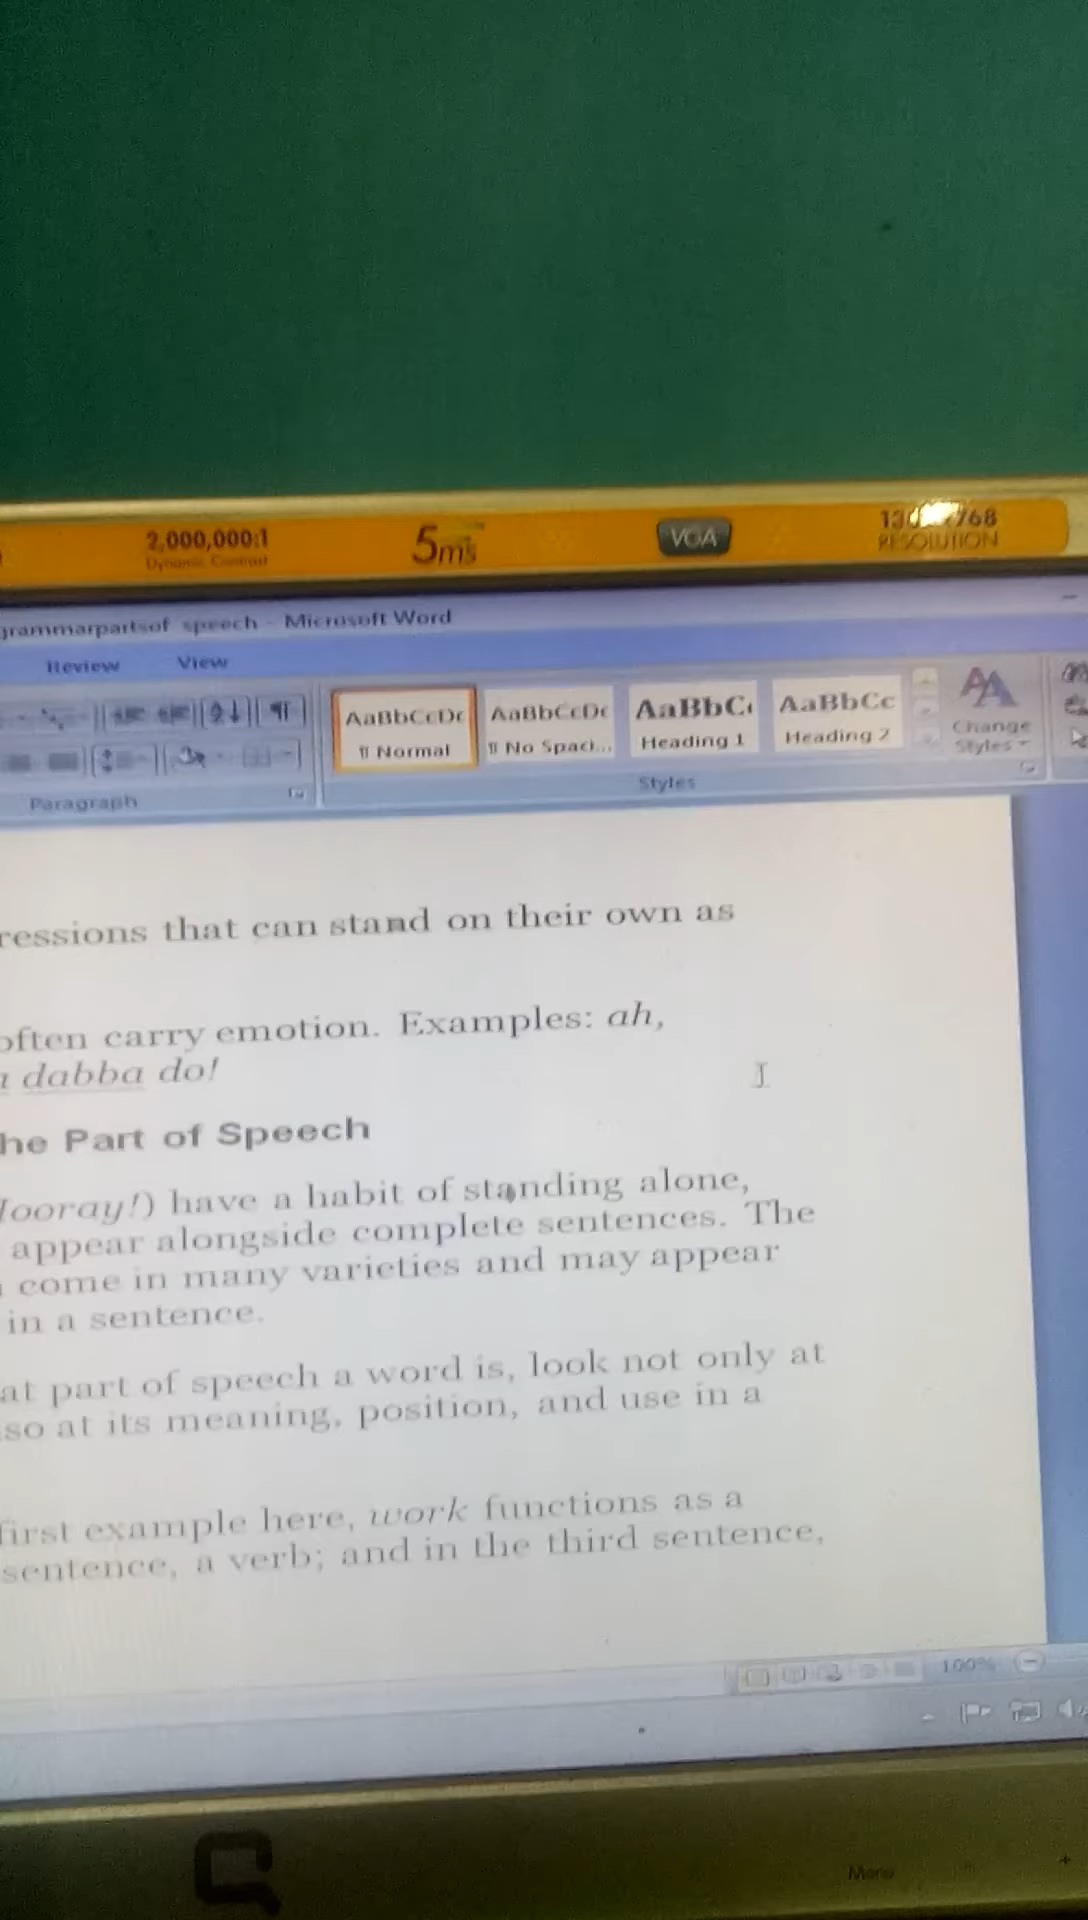 2,000,000:1
Dynamic Contrast
5ms
VGA
RESOLUTION
speech - Microsoft Word
Review View
AaBbCcDc AaBbCcDc AaBbC AaBbCc
¶ Normal ¶ No Spaci... Heading 1 Heading 2
Change
Styles
Paragraph
Styles
ressions that can stand on their own as
often carry emotion. Examples: ah,
dabba do!
he Part of Speech
ooray!) have a habit of standing alone,
appear alongside complete sentences. The
come in many varieties and may appear
in a sentence.
at part of speech a word is, look not only at
so at its meaning, position, and use in a
first example here, work functions as a
sentence, a verb; and in the third sentence,
100%
Menu